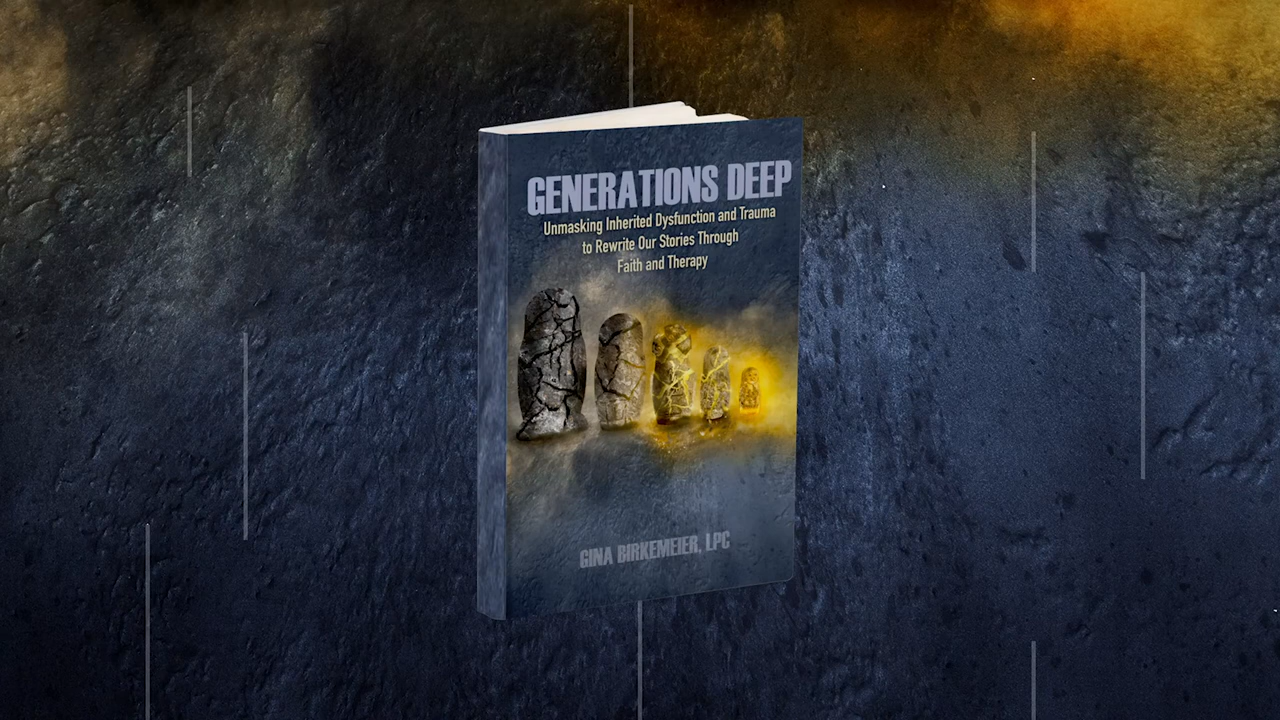 GENERATIONS DEEP
Unmasking Inherited Dysfunction and Trauma
to Rewrite Our Stories Through
Faith and Therapy
GINA BIRKEMEIER, LPC